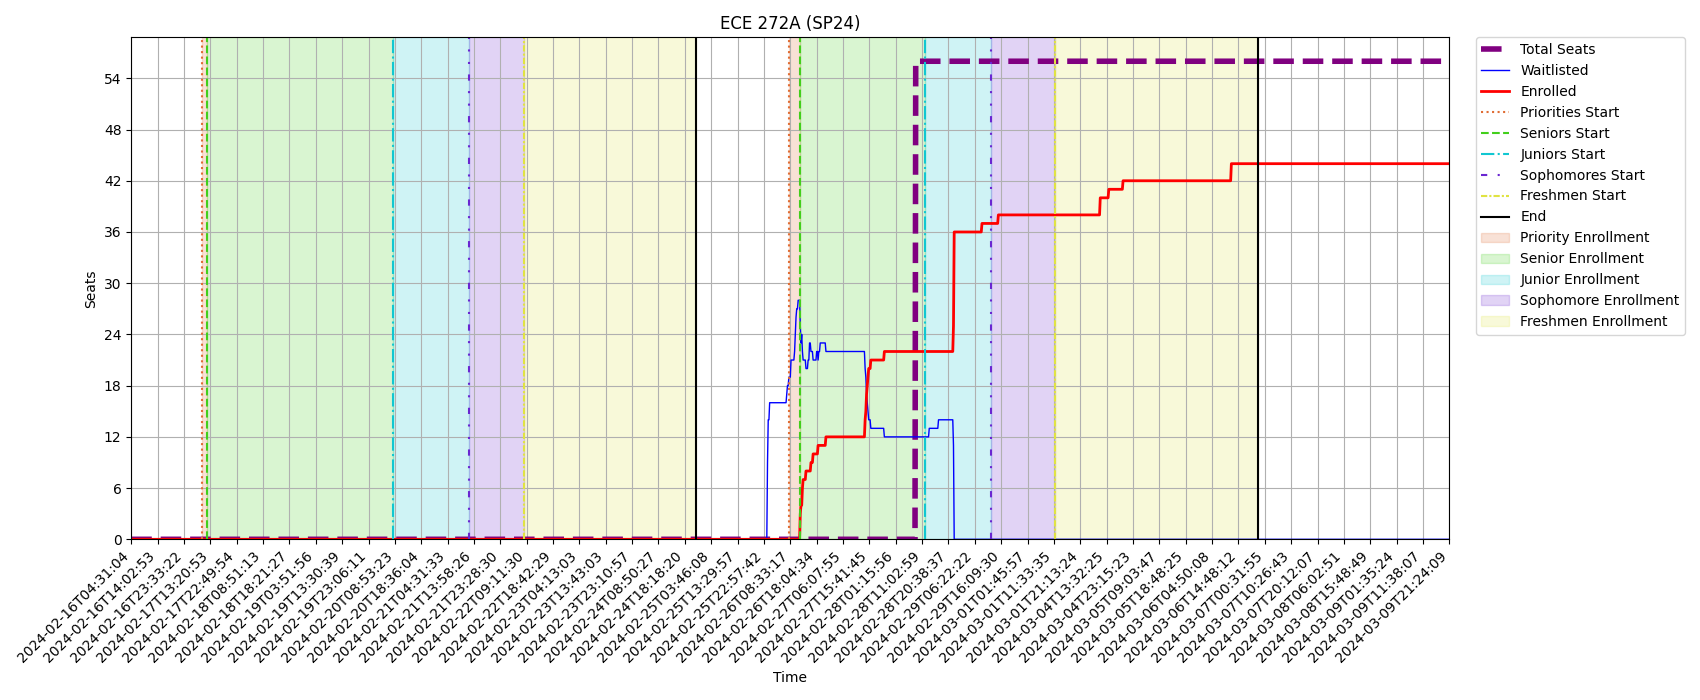 ECE 272A (SP24)
Total Seats
Waitlisted
Enrolled
Priorities Start
Seniors Start
Juniors Start
Sophomores Start
Freshmen Start
End
Priority Enrollment
Senior Enrollment
Junior Enrollment
Sophomore Enrollment
Freshmen Enrollment
Seats
54
48
42
36
30
24
18
12
6
0
2024-02-16T04:31:04
2024-02-16T14:02:53
2024-02-16T23:33:22
2024-02-17T13:20:53
2024-02-17T22:49:54
2024-02-18T08:51:13
2024-02-18T18:21:27
2024-02-19T03:51:56
2024-02-19T13:30:39
2024-02-19T23:06:11
2024-02-20T08:53:23
2024-02-20T18:36:04
2024-02-21T04:31:33
2024-02-21T13:58:26
2024-02-21T23:28:30
2024-02-22T09:11:30
2024-02-22T18:42:29
2024-02-23T04:13:03
2024-02-23T13:43:03
2024-02-23T23:10:57
2024-02-24T08:50:27
2024-02-24T18:18:20
2024-02-25T03:46:08
2024-02-25T13:29:57
2024-02-25T22:57:42
2024-02-26T08:33:17
2024-02-26T18:04:34
2024-02-27T06:07:55
2024-02-27T15:41:45
2024-02-28T01:15:56
2024-02-28T11:02:59
2024-02-28T20:38:37
2024-02-29T06:22:22
2024-02-29T16:09:30
2024-03-01T01:45:57
2024-03-01T11:33:35
2024-03-01T21:13:24
2024-03-04T13:32:25
2024-03-04T23:15:23
2024-03-05T09:03:47
2024-03-05T18:48:25
2024-03-06T04:50:08
2024-03-06T14:48:12
2024-03-07T00:31:55
2024-03-07T10:26:43
2024-03-07T20:12:07
2024-03-08T06:02:51
2024-03-08T15:48:49
2024-03-09T01:35:24
2024-03-09T11:38:07
2024-03-09T21:24:09
Time